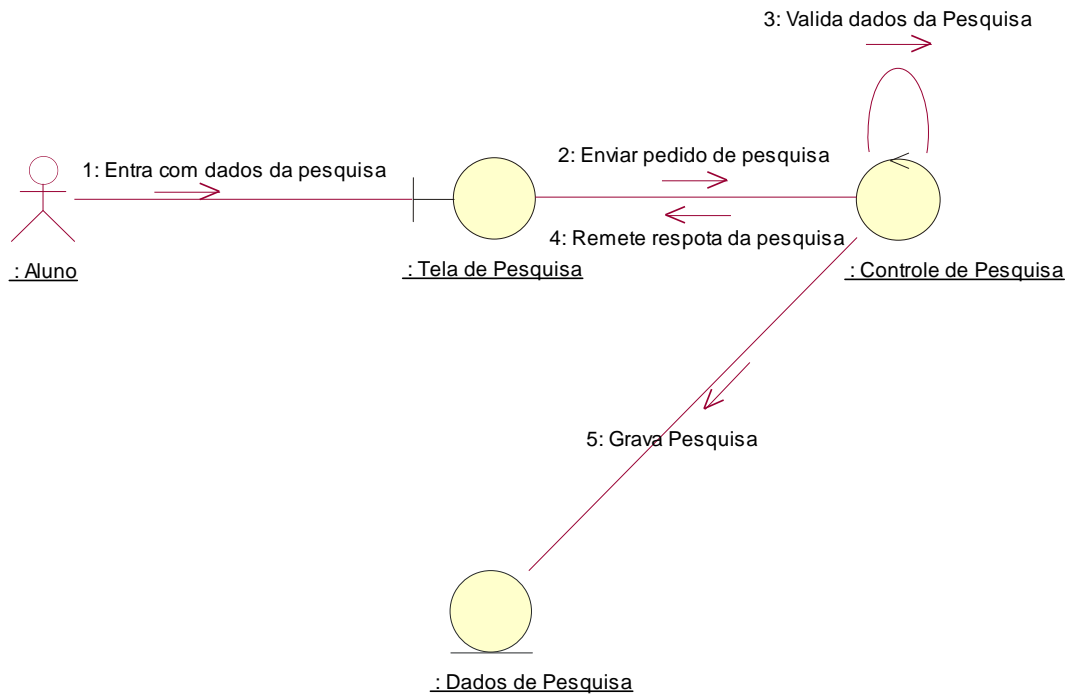 3: Valida dados da Pesquisa
1: Entra com dados da pesquisa
2: Enviar pedido de pesquisa
4: Remete respota da pesquisa
: Aluno
: Tela de Pesquisa
: Controle de Pesquisa
5: Grava Pesquisa
: Dados de Pesquisa